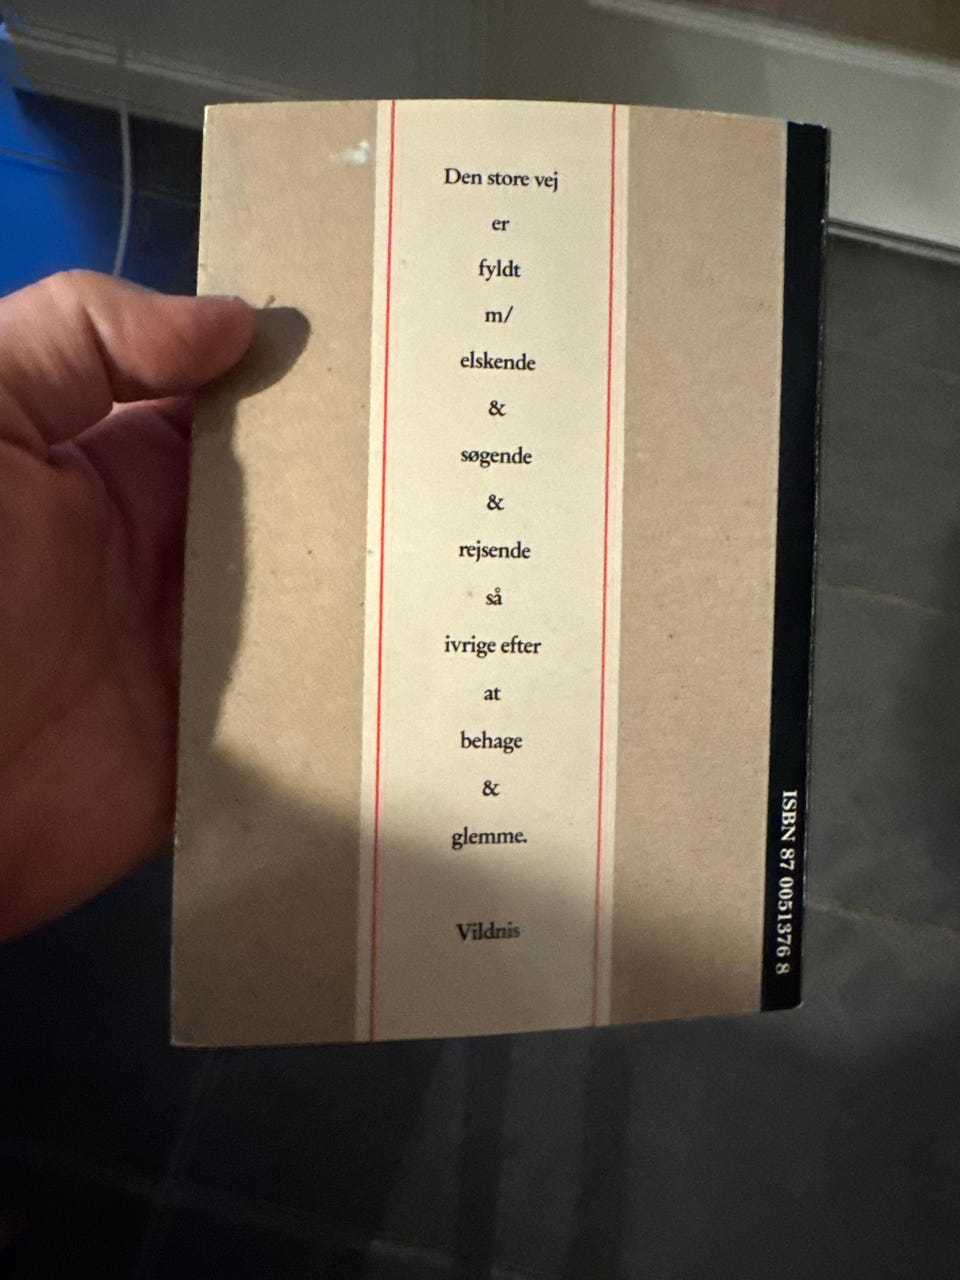 Den store vej
er
fyldt
m/
elskende
&
søgende
&
rejsende
så
ivrige efter
at
behage
&
glemme.
Vildnis
ISBN 87 0051376 8